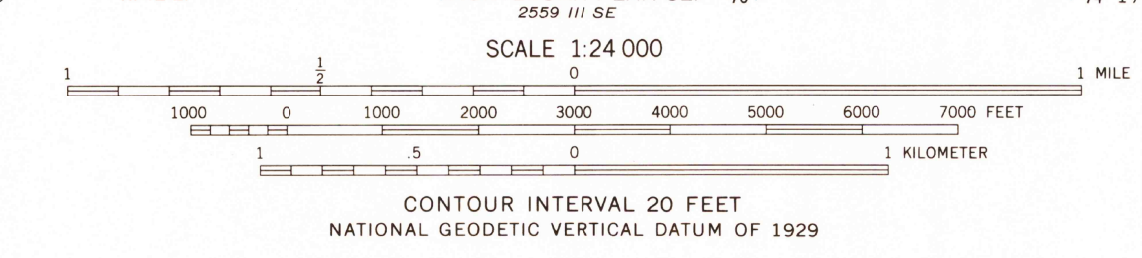 2559 III SE
SCALE 1:24 000
1 1/2 0 1 MILE
1000 0 1000 2000 3000 4000 5000 6000 7000 FEET
1 .5 0 1 KILOMETER
CONTOUR INTERVAL 20 FEET
NATIONAL GEODETIC VERTICAL DATUM OF 1929